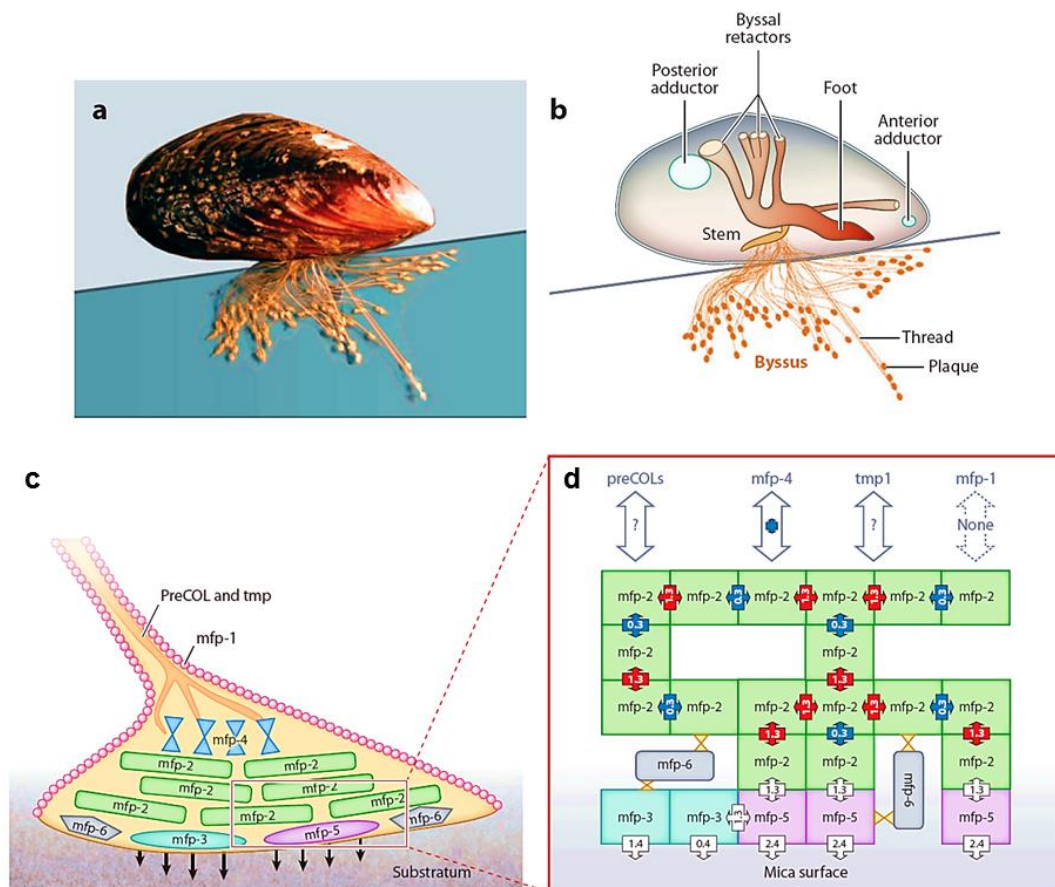 a
b
Byssal
retactors
Posterior
adductor
Foot
Anterior
adductor
Stem
Thread
Byssus
Plaque
c
PreCOL and tmp
mfp-1
mfp-4
mfp-2 mfp-2
mfp-2 mfp-2
mfp-2 mfp-2 mfp-2
mfp-6 mfp-3 mfp-5 mfp-6
Substratum
d
preCOLs mfp-4 tmp1 mfp-1
? ? None
mfp-2 1.3 mfp-2 0.3 mfp-2 1.3 mfp-2 1.3 mfp-2 0.3 mfp-2
0.3 0.3
mfp-2 mfp-2
1.3 1.3
mfp-2 0.3 mfp-2 mfp-2 1.3 mfp-2 1.3 mfp-2 0.3 mfp-2
1.3 0.3 1.3
mfp-6 mfp-2 mfp-2 mfp-6 mfp-2
1.3 1.3 1.3
mfp-3 mfp-3 1.3 mfp-5 mfp-5 mfp-5
1.4 0.4 2.4 2.4 2.4
Mica surface